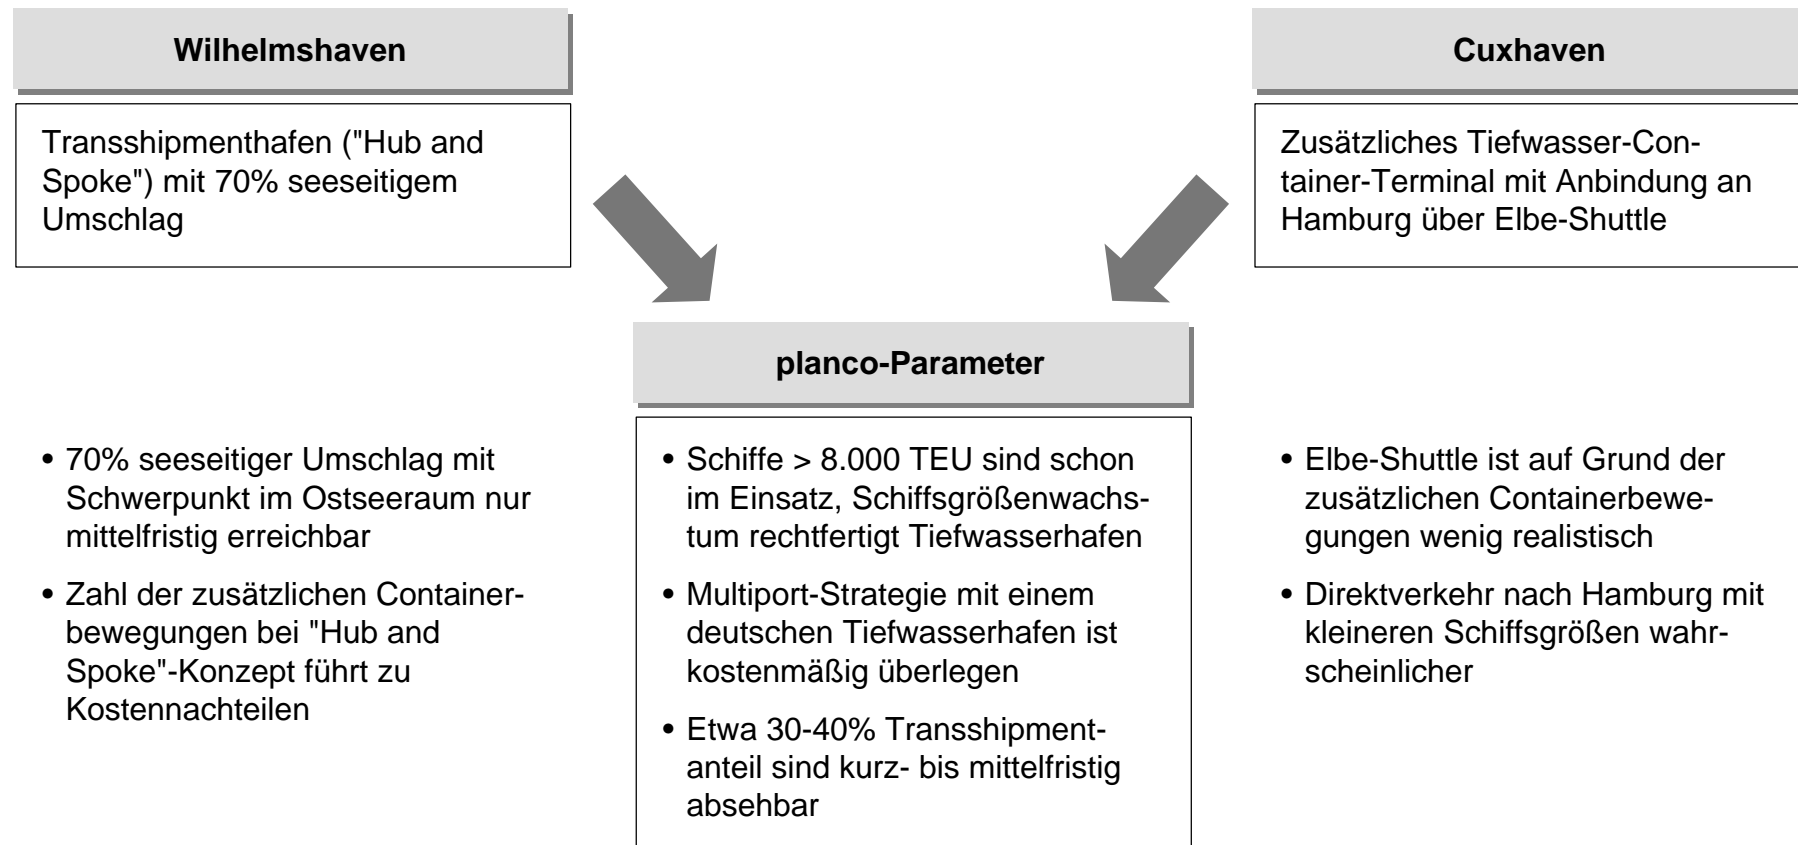 Wilhelmshaven
Transshipmenthafen ("Hub and
Spoke") mit 70% seeseitigem
Umschlag
Cuxhaven
Zusätzliches Tiefwasser-Con-
tainer-Terminal mit Anbindung an
Hamburg über Elbe-Shuttle
planco-Parameter
• 70% seeseitiger Umschlag mit
Schwerpunkt im Ostseeraum nur
mittelfristig erreichbar
• Zahl der zusätzlichen Container-
bewegungen bei "Hub and
Spoke"-Konzept führt zu
Kostennachteilen
• Schiffe > 8.000 TEU sind schon
im Einsatz, Schiffsgrößenwachs-
tum rechtfertigt Tiefwasserhafen
• Multiport-Strategie mit einem
deutschen Tiefwasserhafen ist
kostenmäßig überlegen
• Etwa 30-40% Transshipment-
anteil sind kurz- bis mittelfristig
absehbar
• Elbe-Shuttle ist auf Grund der
zusätzlichen Containerbewe-
gungen wenig realistisch
• Direktverkehr nach Hamburg mit
kleineren Schiffsgrößen wahr-
scheinlicher